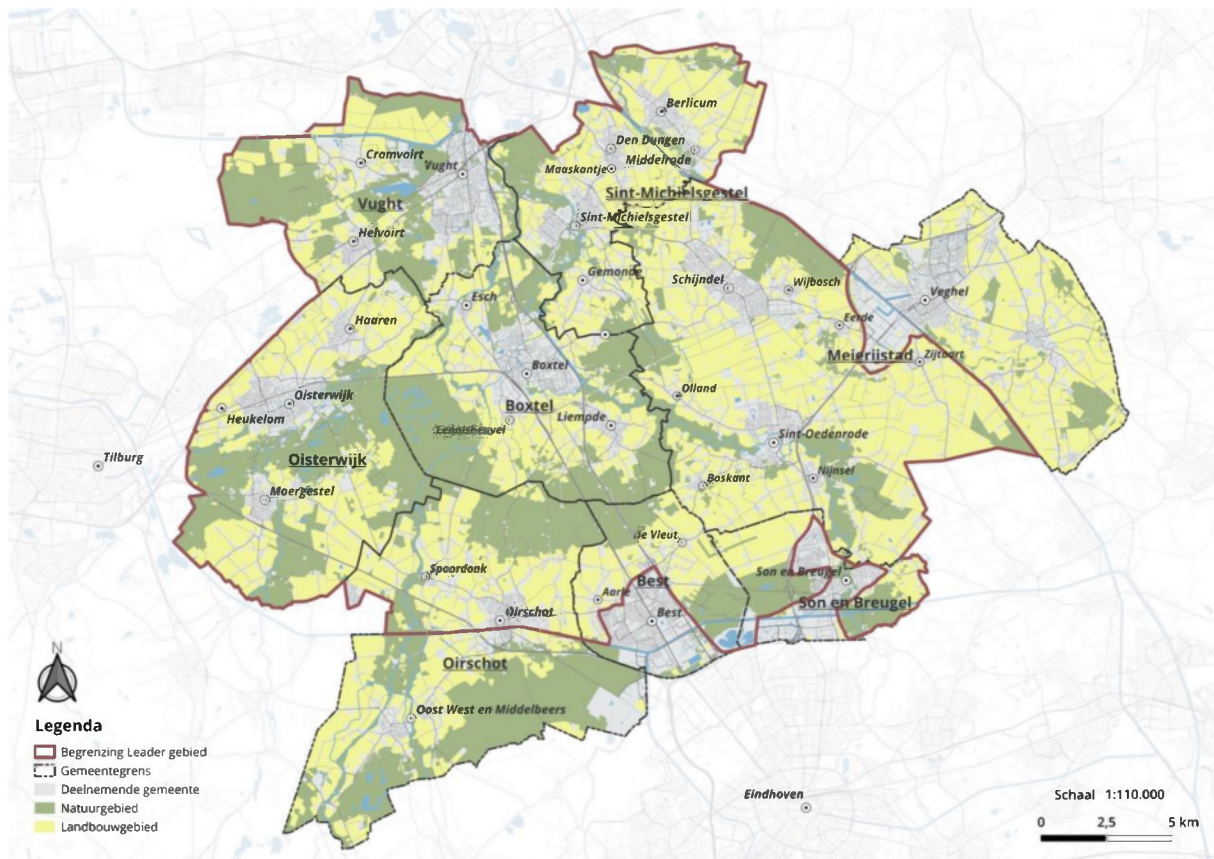 Berlicum
Den Dungen
Middelrode
Maaskantje
Cromvoirt
Vught
Sint-Michielsgestel
Vught
Sint-Michielsgestel
Helvoirt
Gemonde
Schijndel
Wijbosch
Veghel
Esch
Haaren
Eerde
Meierijstad
Zijtaart
Boxtel
Olland
Oisterwijk
Boxtel
Heukelom
Liempde
Sint-Oedenrode
Tilburg
Oisterwijk
Nijnsel
Moergestel
Boskant
De Vleut
Spoordonk
Son en Breugel
Best
Aarle
Son en Breugel
Oirschot
Best
Oirschot
Oost West en Middelbeers
Eindhoven
N
Legenda
Begrenzing Leader gebied
Gemeentegrens
Deelnemende gemeente
Natuurgebied
Landbouwgebied
Schaal 1:110.000
0 2,5 5 km